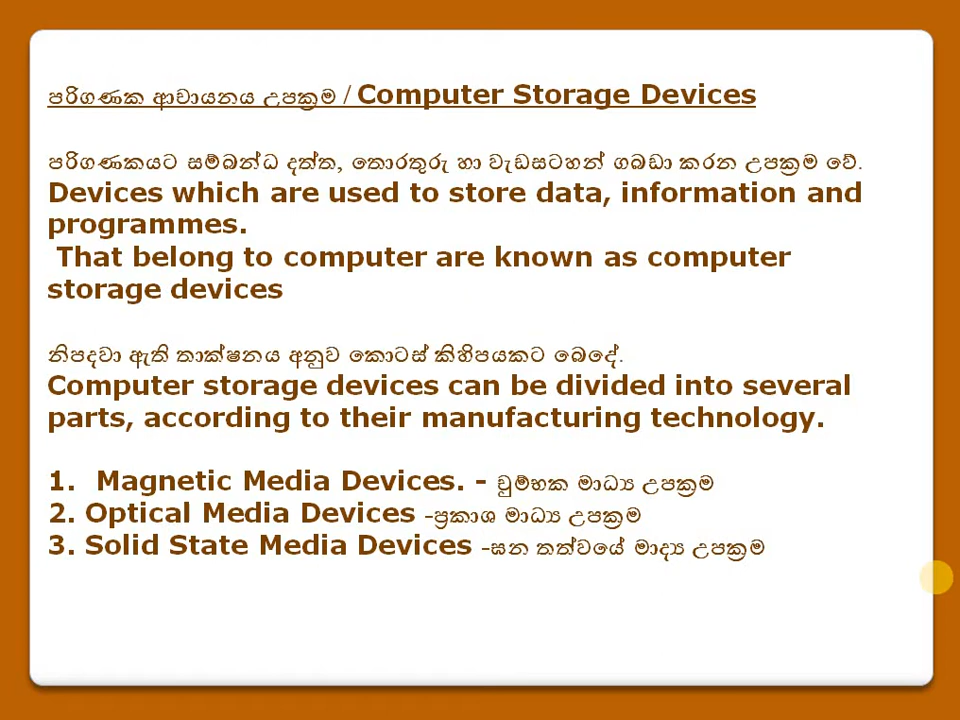 පරිගණක ආචායනය උපක්‍රම / Computer Storage Devices
පරිගණකයට සම්බන්ධ දත්ත, තොරතුරු හා වැඩසටහන් ගබඩා කරන උපක්‍රම වේ.
Devices which are used to store data, information and
programmes.
That belong to computer are known as computer
storage devices
නිපදවා ඇති තාක්ෂනය අනුව කොටස් කිහිපයකට බෙදේ.
Computer storage devices can be divided into several
parts, according to their manufacturing technology.
1. Magnetic Media Devices. - චුම්භක මාධ්‍ය උපක්‍රම
2. Optical Media Devices -ප්‍රකාශ මාධ්‍ය උපක්‍රම
3. Solid State Media Devices -ඝන තත්වයේ මාද්‍ය උපක්‍රම